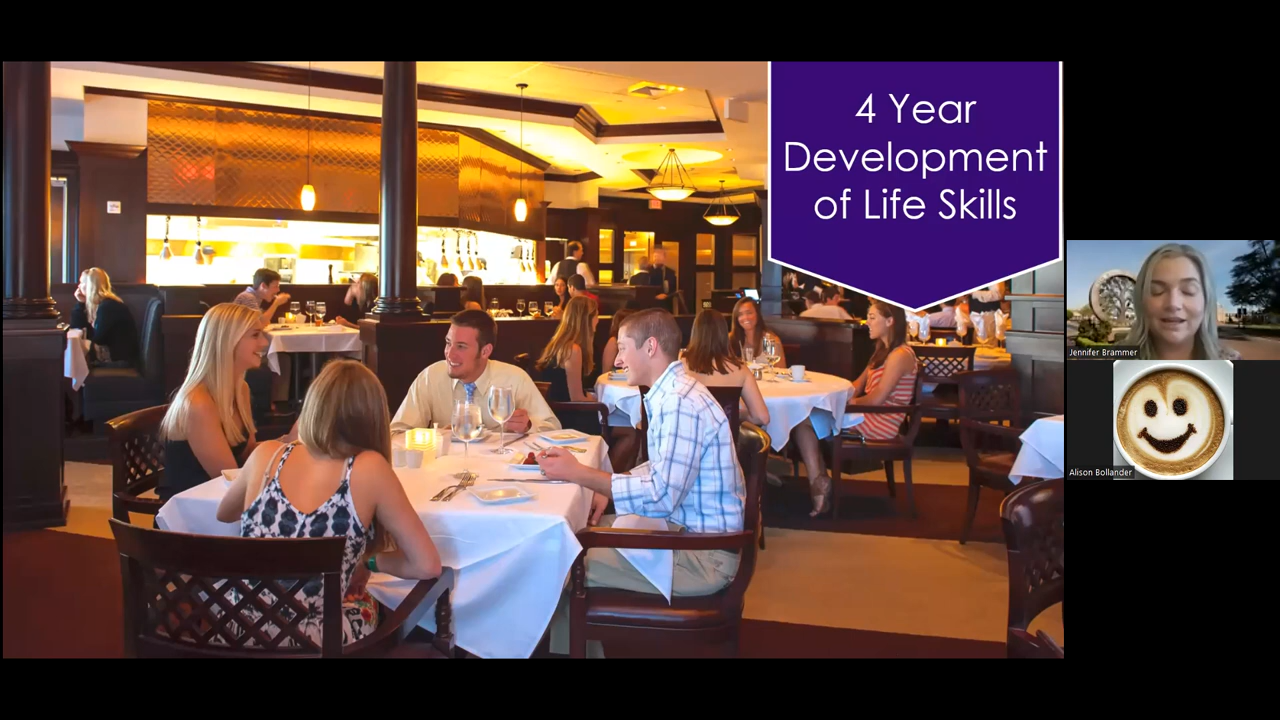 4 Year
Development
of Life Skills
Jennifer Brammer
Alison Bollander